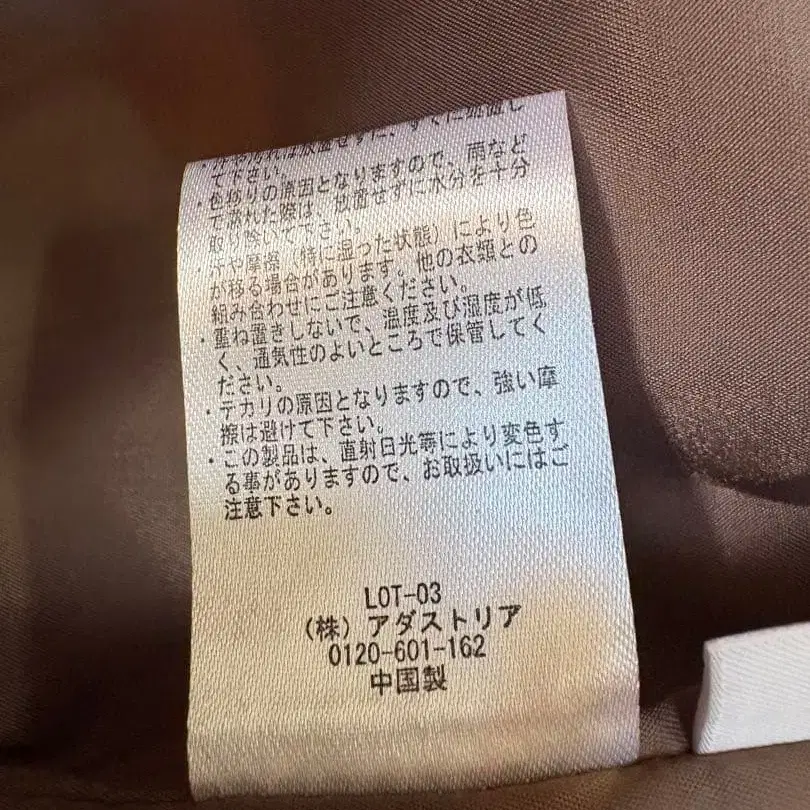 せずに、すぐに
て下さい。
・色ゆりの原因となりますので、雨など
で濡れた際は、放置せずに水分を十分
取り除いて下さい。
・汗や摩擦（特に湿った状態）により色
が移る場合があります。他の衣類との
組み合わせにご注意ください。
・重ね置きしないで、温度及び湿度が低
く、通気性のよいところで保管してく
ださい。
・テカリの原因となりますので、強い摩
擦は避けて下さい。
・この製品は、直射日光等により変色す
る事がありますので、お取扱いにはご
注意下さい。
LOT-03
（株）アダストリア
0120-601-162
中国製